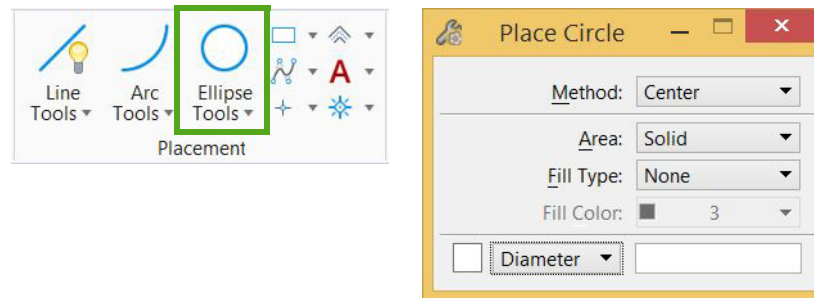 Line
Tools
Arc
Tools
Ellipse
Tools
A
Placement
Place Circle
Method: Center
Area: Solid
Fill Type: None
Fill Color: 3
Diameter